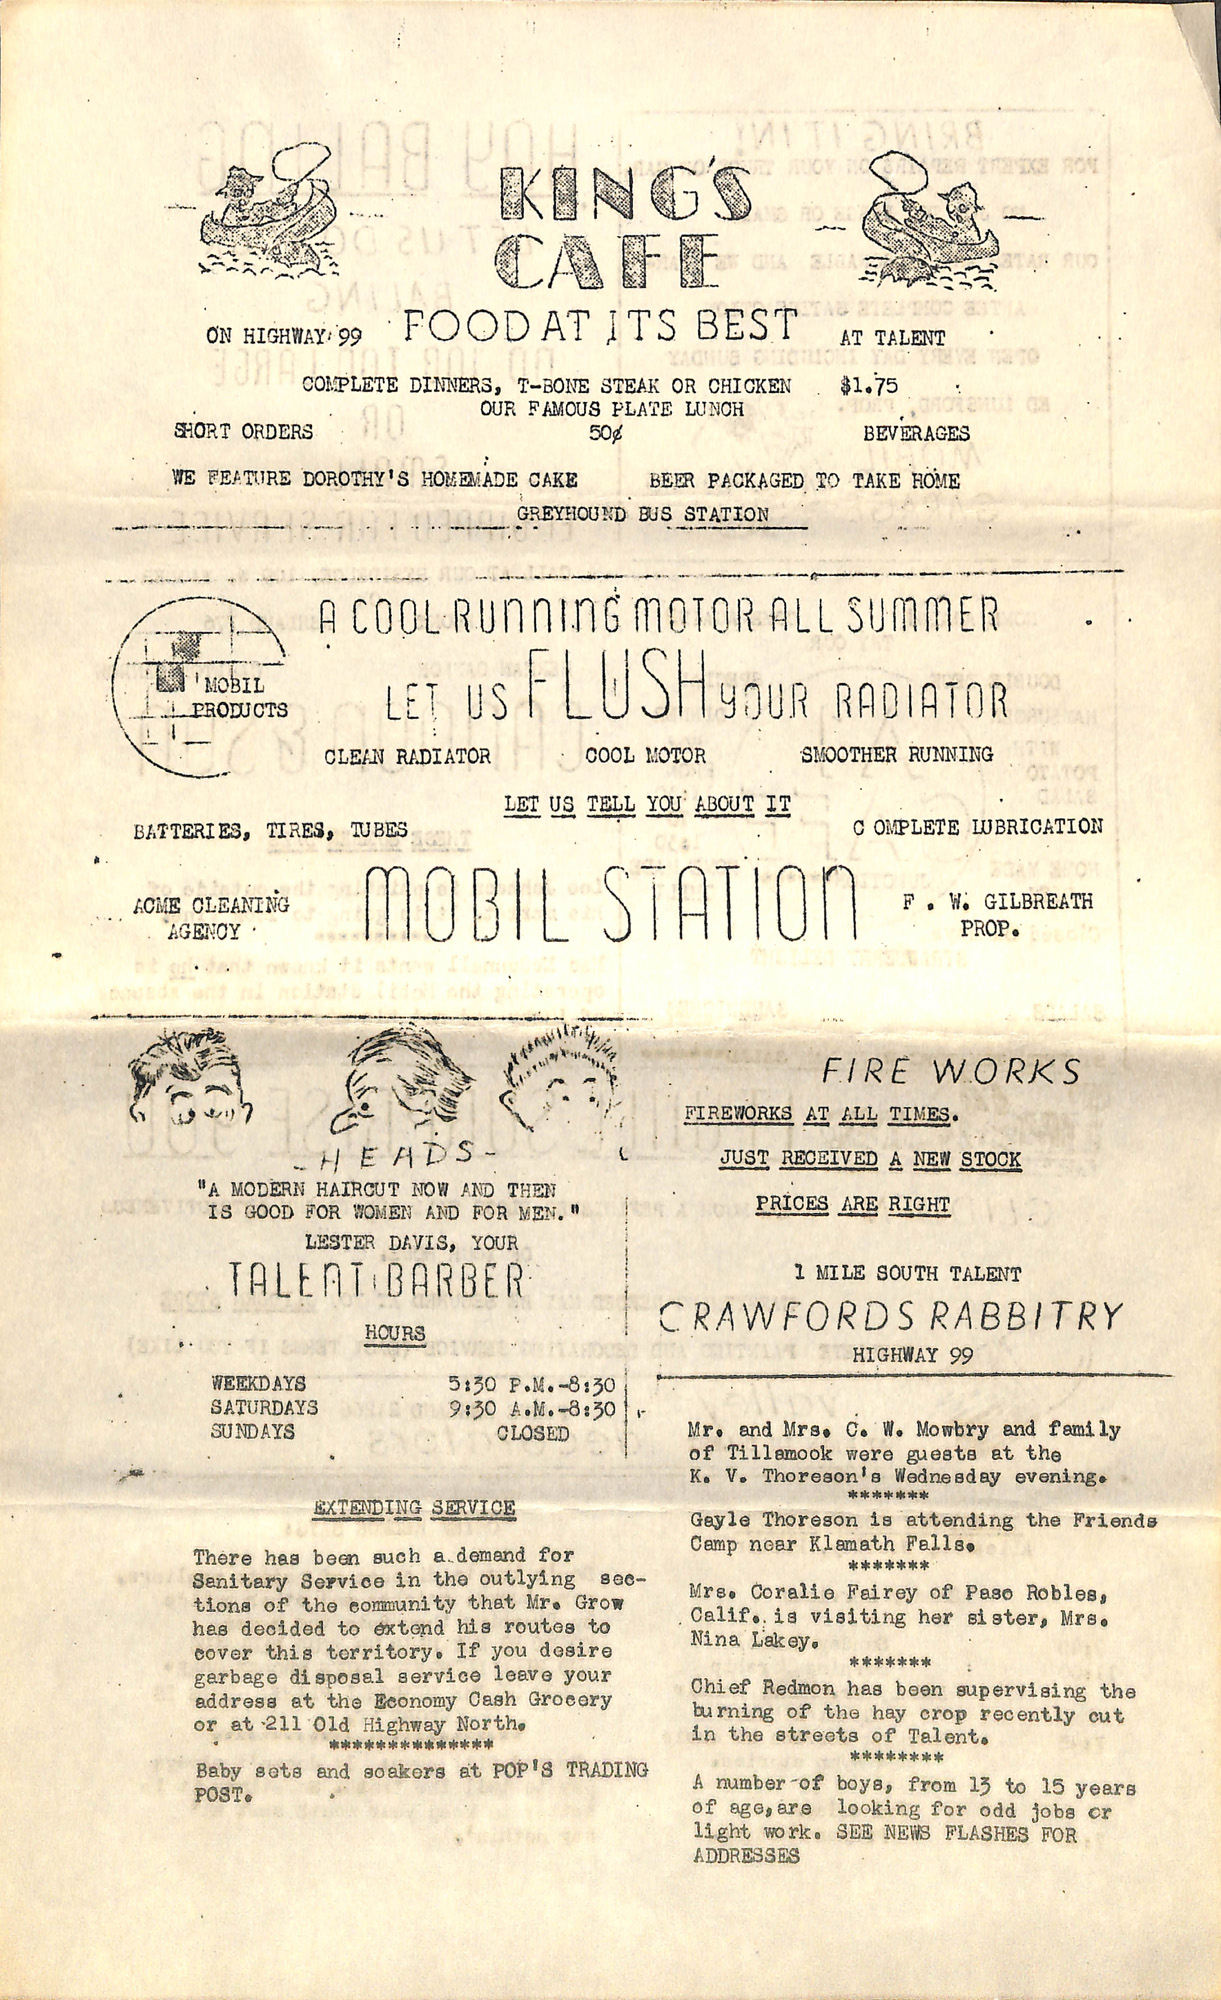 KING'S
CAFE
ON HIGHWAY 99 FOOD AT ITS BEST AT TALENT
COMPLETE DINNERS, T-BONE STEAK OR CHICKEN $1.75
OUR FAMOUS PLATE LUNCH
SHORT ORDERS 50¢ BEVERAGES
WE FEATURE DOROTHY'S HOMEMADE CAKE BEER PACKAGED TO TAKE HOME
GREYHOUND BUS STATION
A COOL RUNNING MOTOR ALL SUMMER
LET US FLUSH YOUR RADIATOR
MOBIL
PRODUCTS
CLEAN RADIATOR COOL MOTOR SMOOTHER RUNNING
LET US TELL YOU ABOUT IT
BATTERIES, TIRES, TUBES C OMPLETE LUBRICATION
MOBIL STATION
ACME CLEANING
AGENCY
F . W. GILBREATH
PROP.
-HEADS-
"A MODERN HAIRCUT NOW AND THEN
IS GOOD FOR WOMEN AND FOR MEN."
LESTER DAVIS, YOUR
TALENT BARBER
HOURS
WEEKDAYS 5:30 P.M.-8:30
SATURDAYS 9:30 A.M.-8:30
SUNDAYS CLOSED
EXTENDING SERVICE
There has been such a demand for
Sanitary Service in the outlying sec-
tions of the community that Mr. Grow
has decided to extend his routes to
cover this territory. If you desire
garbage disposal service leave your
address at the Economy Cash Grocery
or at 211 Old Highway North.
**************
Baby sets and soakers at POP'S TRADING
POST.
FIRE WORKS
FIREWORKS AT ALL TIMES.
JUST RECEIVED A NEW STOCK
PRICES ARE RIGHT
1 MILE SOUTH TALENT
CRAWFORDS RABBITRY
HIGHWAY 99
Mr. and Mrs. C. W. Mowbry and family
of Tillamook were guests at the
K. V. Thoreson's Wednesday evening.
*******
Gayle Thoreson is attending the Friends
Camp near Klamath Falls.
*******
Mrs. Coralie Fairey of Paso Robles,
Calif. is visiting her sister, Mrs.
Nina Lakey.
*******
Chief Redmon has been supervising the
burning of the hay crop recently cut
in the streets of Talent.
********
A number of boys, from 13 to 15 years
of age,are looking for odd jobs or
light work. SEE NEWS FLASHES FOR
ADDRESSES